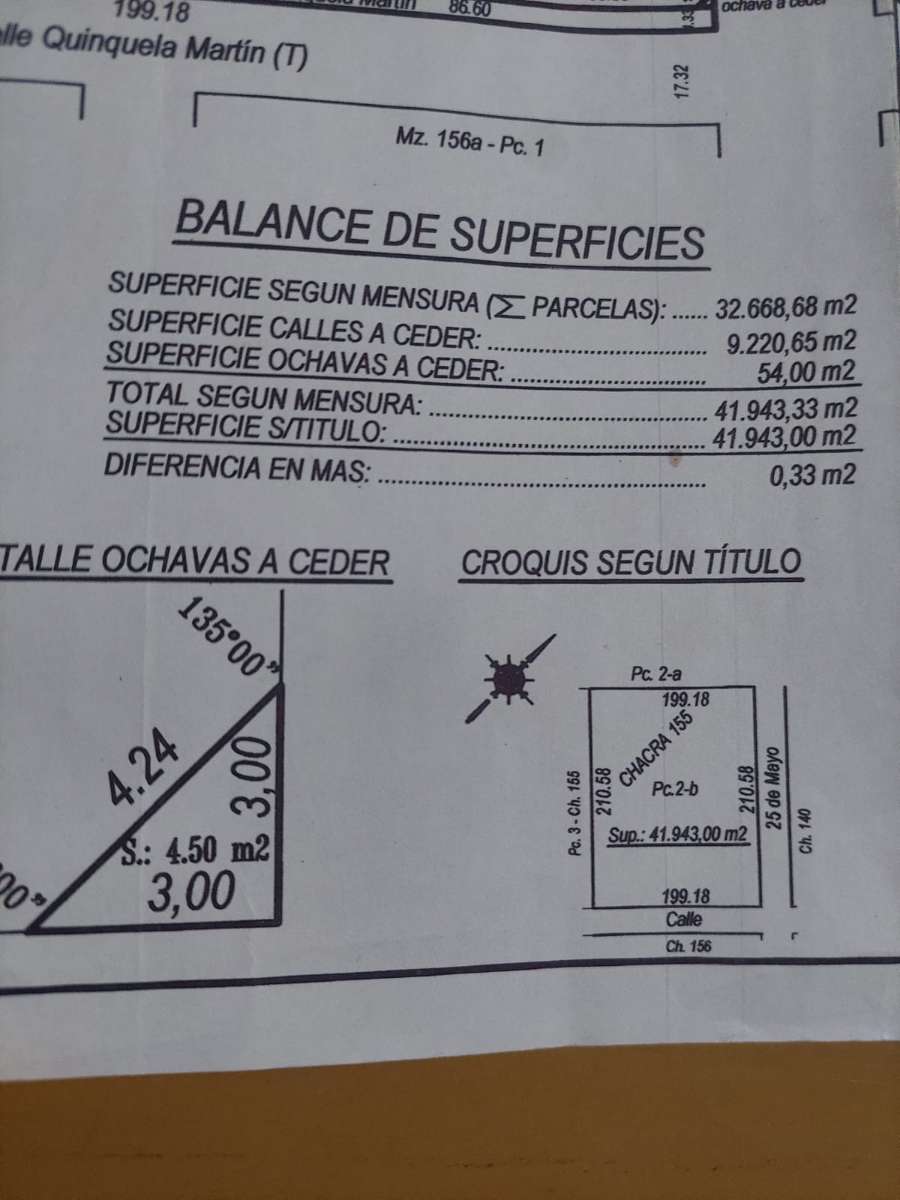 199.18
86.60
ochava a ceder
lle Quinquela Martín (T)
17.32
Mz. 156a - Pc. 1
BALANCE DE SUPERFICIES
SUPERFICIE SEGUN MENSURA (∑ PARCELAS): ...... 32.668,68 m2
SUPERFICIE CALLES A CEDER: .................................... 9.220,65 m2
SUPERFICIE OCHAVAS A CEDER: ................................ 54,00 m2
TOTAL SEGUN MENSURA: ............................................. 41.943,33 m2
SUPERFICIE S/TITULO: .................................................. 41.943,00 m2
DIFERENCIA EN MAS: ..................................................... 0,33 m2
TALLE OCHAVAS A CEDER
135°00"
4.24
3,00
S.: 4.50 m2
3,00
00"
CROQUIS SEGUN TÍTULO
Pc. 2-a
199.18
CHACRA 155
Pc. 3 - Ch. 155
210.58
Pc.2-b
210.58
25 de Mayo
Ch. 140
Sup.: 41.943,00 m2
199.18
Calle
Ch. 156